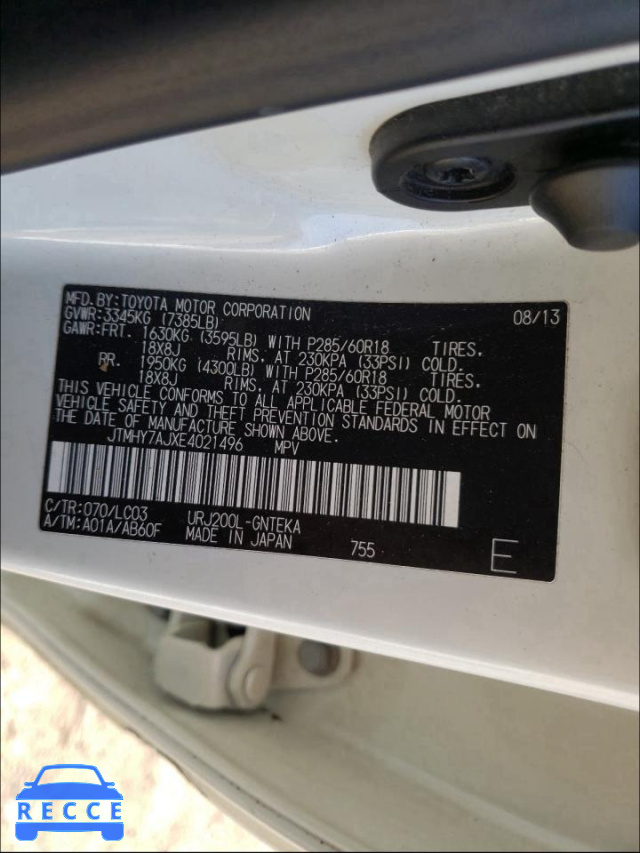 MFD.BY:TOYOTA MOTOR CORPORATION 08/13
GVWR:3345KG (7385LB)
GAWR:FRT. 1630KG (3595LB) WITH P285/60R18 TIRES.
18X8J RIMS. AT 230KPA (33PSI) COLD.
RR. 1950KG (4300LB) WITH P285/60R18 TIRES.
18X8J RIMS. AT 230KPA (33PSI) COLD.
THIS VEHICLE CONFORMS TO ALL APPLICABLE FEDERAL MOTOR
VEHICLE SAFETY AND THEFT PREVENTION STANDARDS IN EFFECT ON
THE DATE OF MANUFACTURE SHOWN ABOVE.
JTMHY7AJXE4021496 MPV
C/TR:070/LC03 URJ200L-GNTEKA
A/TM:A01A/AB60F MADE IN JAPAN 755 E
RECCE